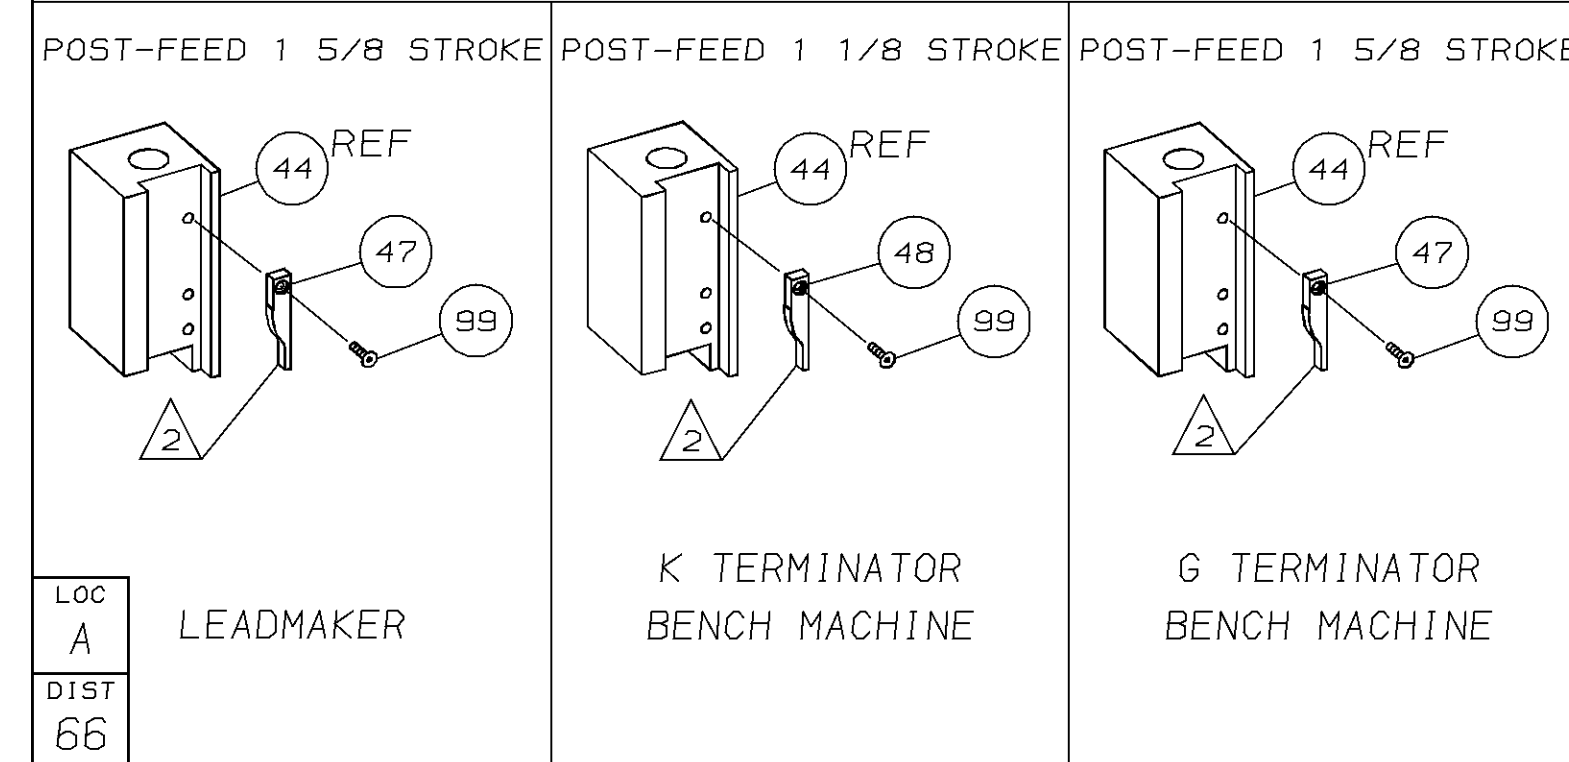 POST-FEED 1 5/8 STROKE
44
REF
47
99
2
LEADMAKER
POST-FEED 1 1/8 STROKE
44
REF
48
99
2
K TERMINATOR
BENCH MACHINE
POST-FEED 1 5/8 STROKE
44
REF
47
99
2
G TERMINATOR
BENCH MACHINE
LOC
A
DIST
66